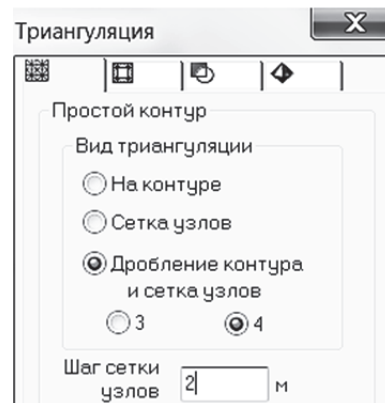 Триангуляция
Простой контур
Вид триангуляции
На контуре
Сетка узлов
Дробление контура
и сетка узлов
3 4
Шаг сетки
узлов 2 м